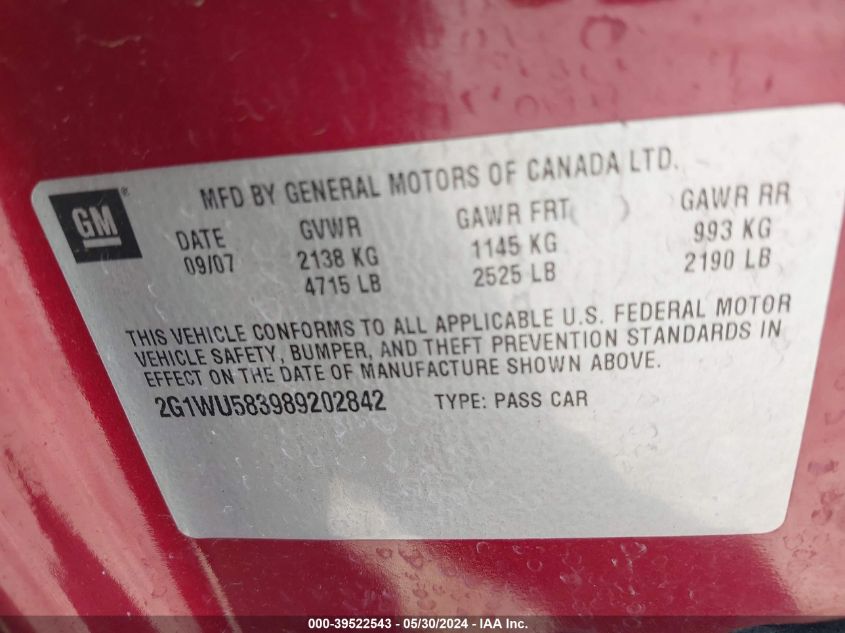 MFD BY GENERAL MOTORS OF CANADA LTD.
GM®
DATE GVWR GAWR FRT GAWR RR
09/07 2138 KG 1145 KG 993 KG
4715 LB 2525 LB 2190 LB
THIS VEHICLE CONFORMS TO ALL APPLICABLE U.S. FEDERAL MOTOR
VEHICLE SAFETY, BUMPER, AND THEFT PREVENTION STANDARDS IN
EFFECT ON THE DATE OF MANUFACTURE SHOWN ABOVE.
2G1WU583989202842 TYPE: PASS CAR
000-39522543 - 05/30/2024 - IAA Inc.